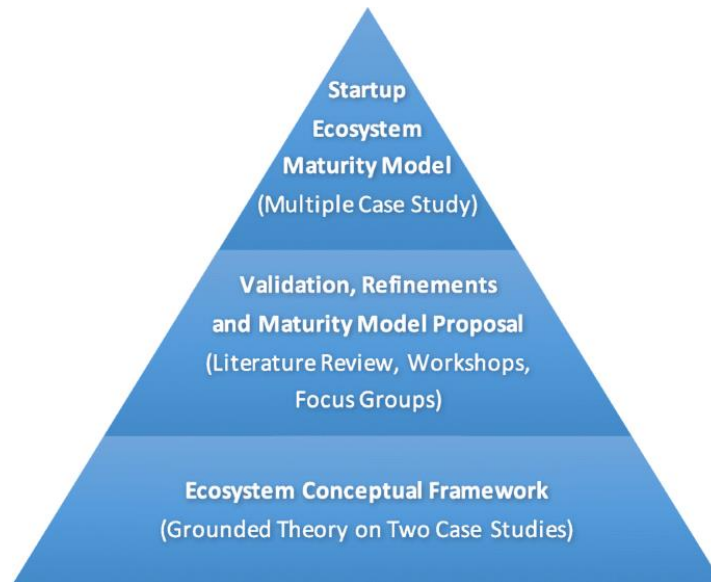 Startup
Ecosystem
Maturity Model
(Multiple Case Study)
Validation, Refinements
and Maturity Model Proposal
(Literature Review, Workshops,
Focus Groups)
Ecosystem Conceptual Framework
(Grounded Theory on Two Case Studies)